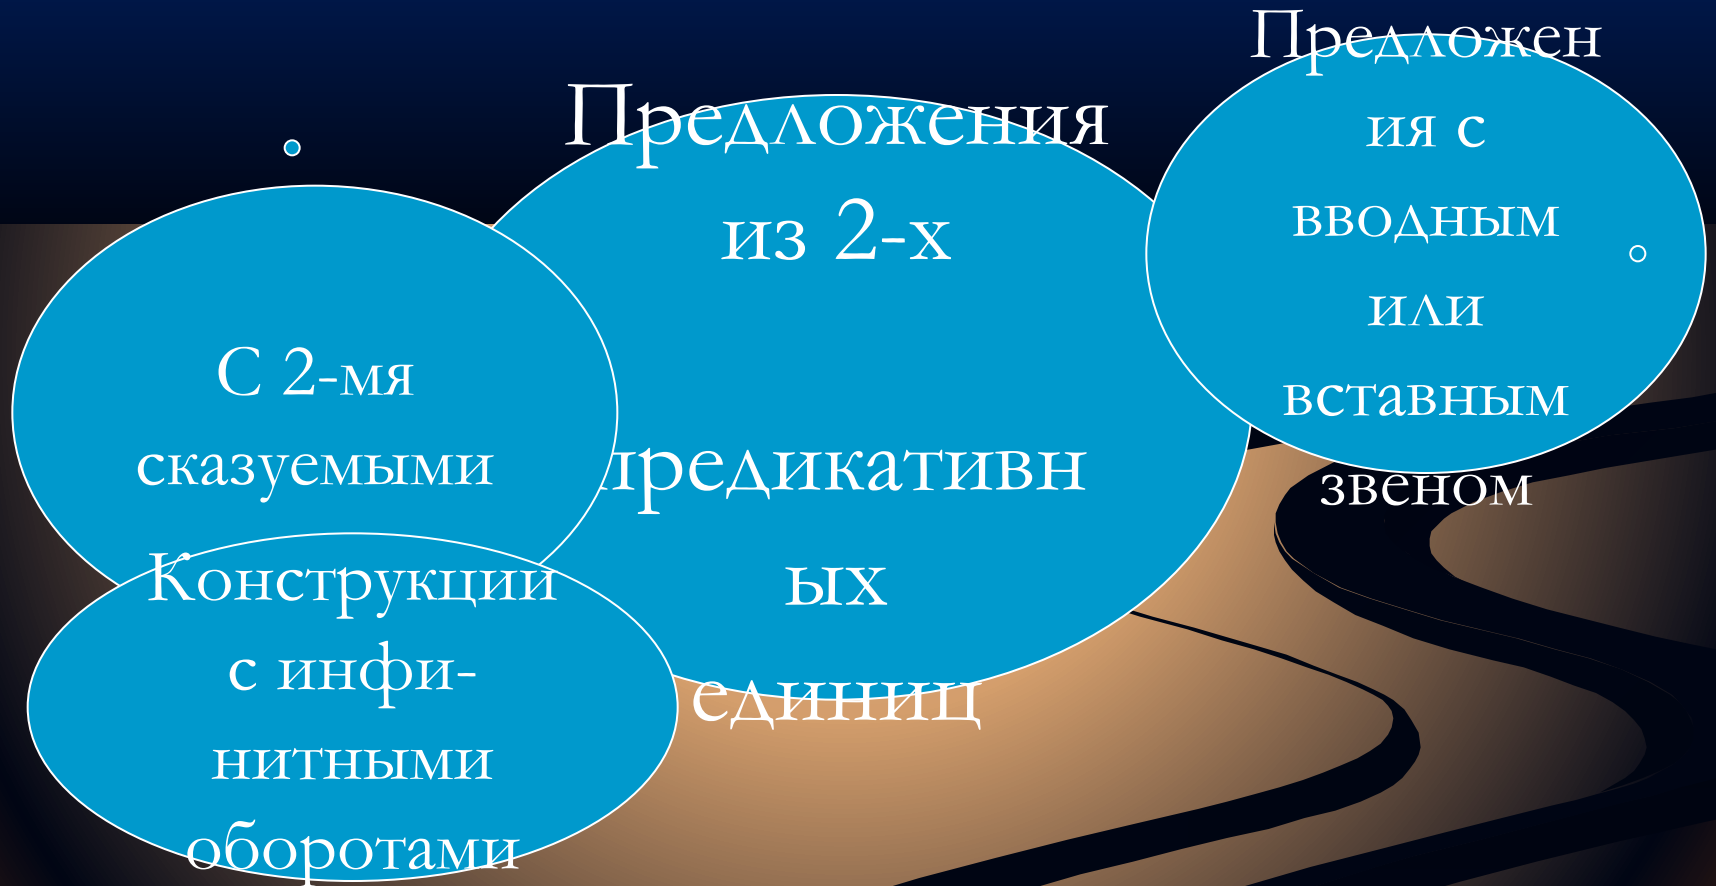 Предложения
из 2-х
предикативн
ых
единиц
С 2-мя
сказуемыми
Конструкции
с инфи-
нитными
оборотами
Предложен
ия с
вводным
или
вставным
звеном